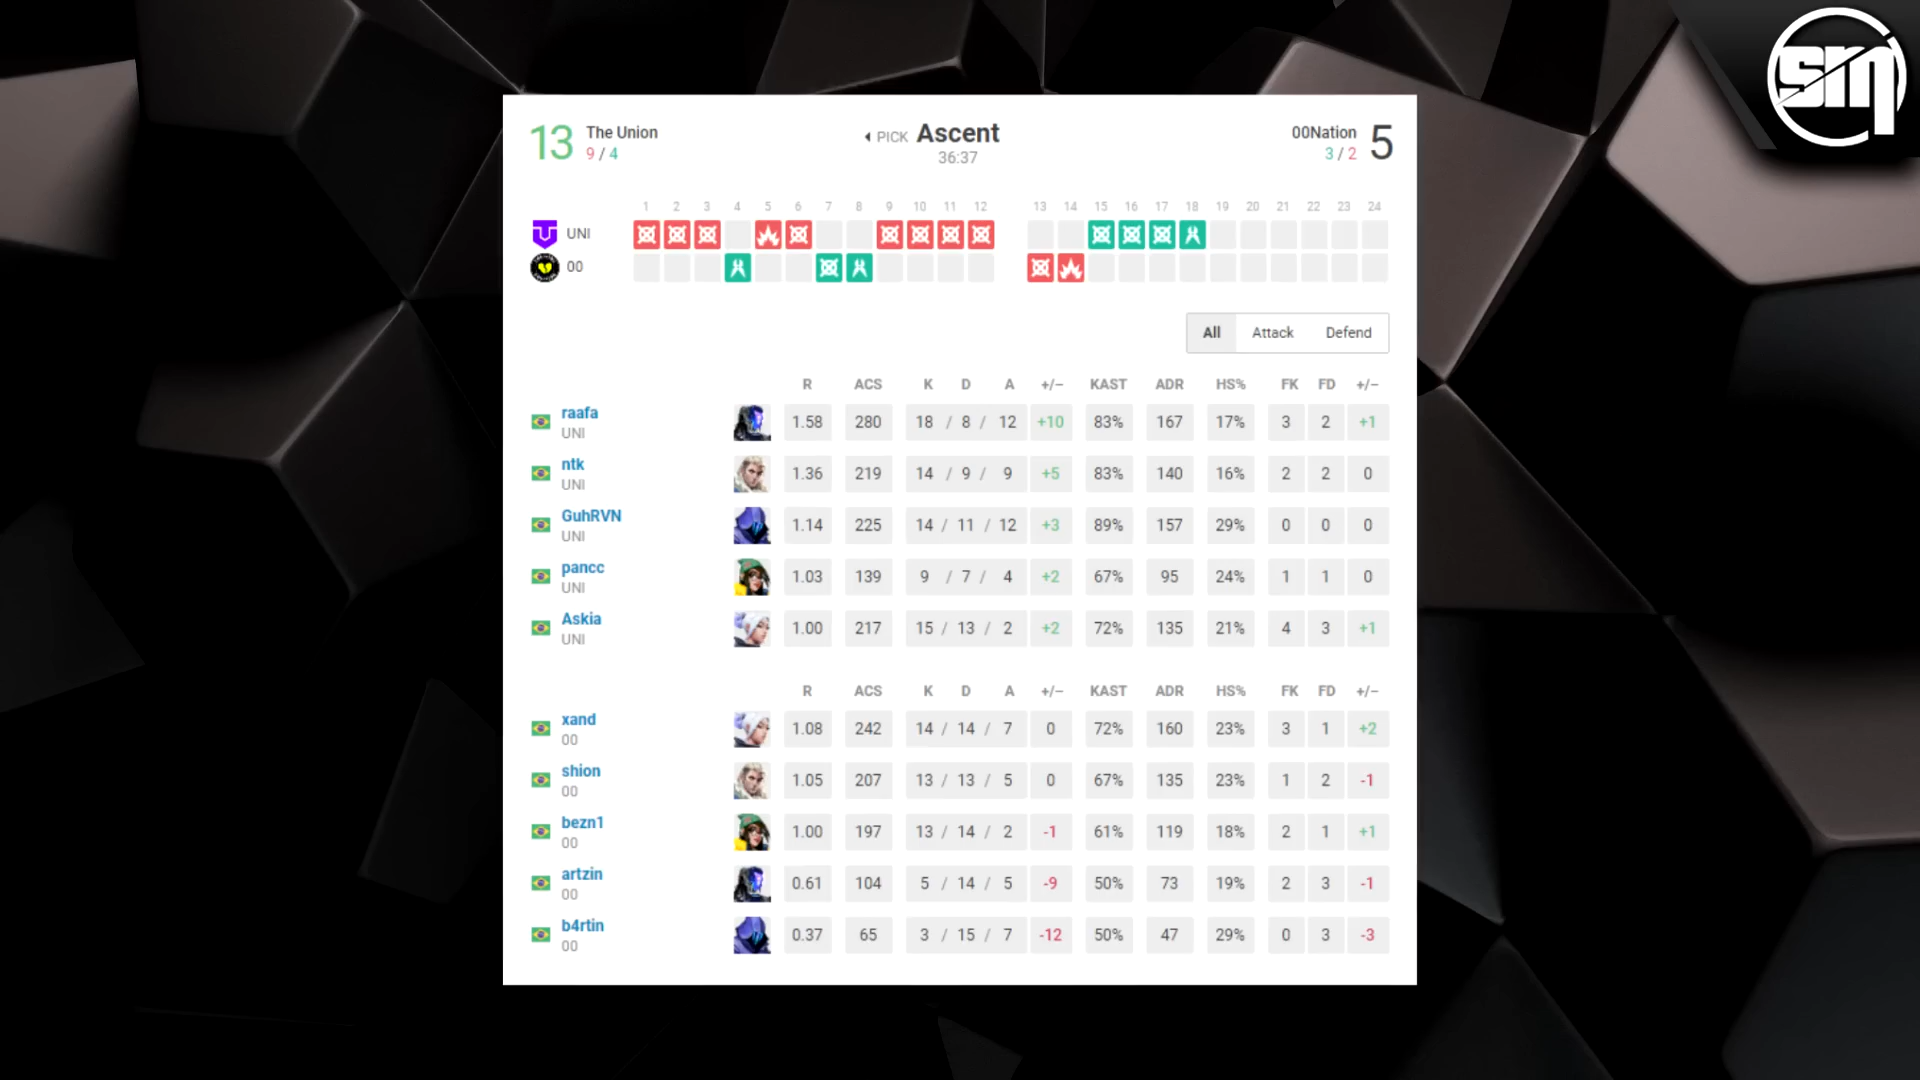 SM
13 The Union PICK Ascent 00Nation 5
9 / 4 36:37 3 / 2
1 2 3 4 5 6 7 8 9 10 11 12 13 14 15 16 17 18 19 20 21 22 23 24
UNI
00
All Attack Defend
R ACS K D A +/– KAST ADR HS% FK FD +/–
raafa
UNI
1.58 280 18 / 8 / 12 +10 83% 167 17% 3 2 +1
ntk
UNI
1.36 219 14 / 9 / 9 +5 83% 140 16% 2 2 0
GuhRVN
UNI
1.14 225 14 / 11 / 12 +3 89% 157 29% 0 0 0
pancc
UNI
1.03 139 9 / 7 / 4 +2 67% 95 24% 1 1 0
Askia
UNI
1.00 217 15 / 13 / 2 +2 72% 135 21% 4 3 +1
R ACS K D A +/– KAST ADR HS% FK FD +/–
xand
00
1.08 242 14 / 14 / 7 0 72% 160 23% 3 1 +2
shion
00
1.05 207 13 / 13 / 5 0 67% 135 23% 1 2 -1
bezn1
00
1.00 197 13 / 14 / 2 -1 61% 119 18% 2 1 +1
artzin
00
0.61 104 5 / 14 / 5 -9 50% 73 19% 2 3 -1
b4rtin
00
0.37 65 3 / 15 / 7 -12 50% 47 29% 0 3 -3